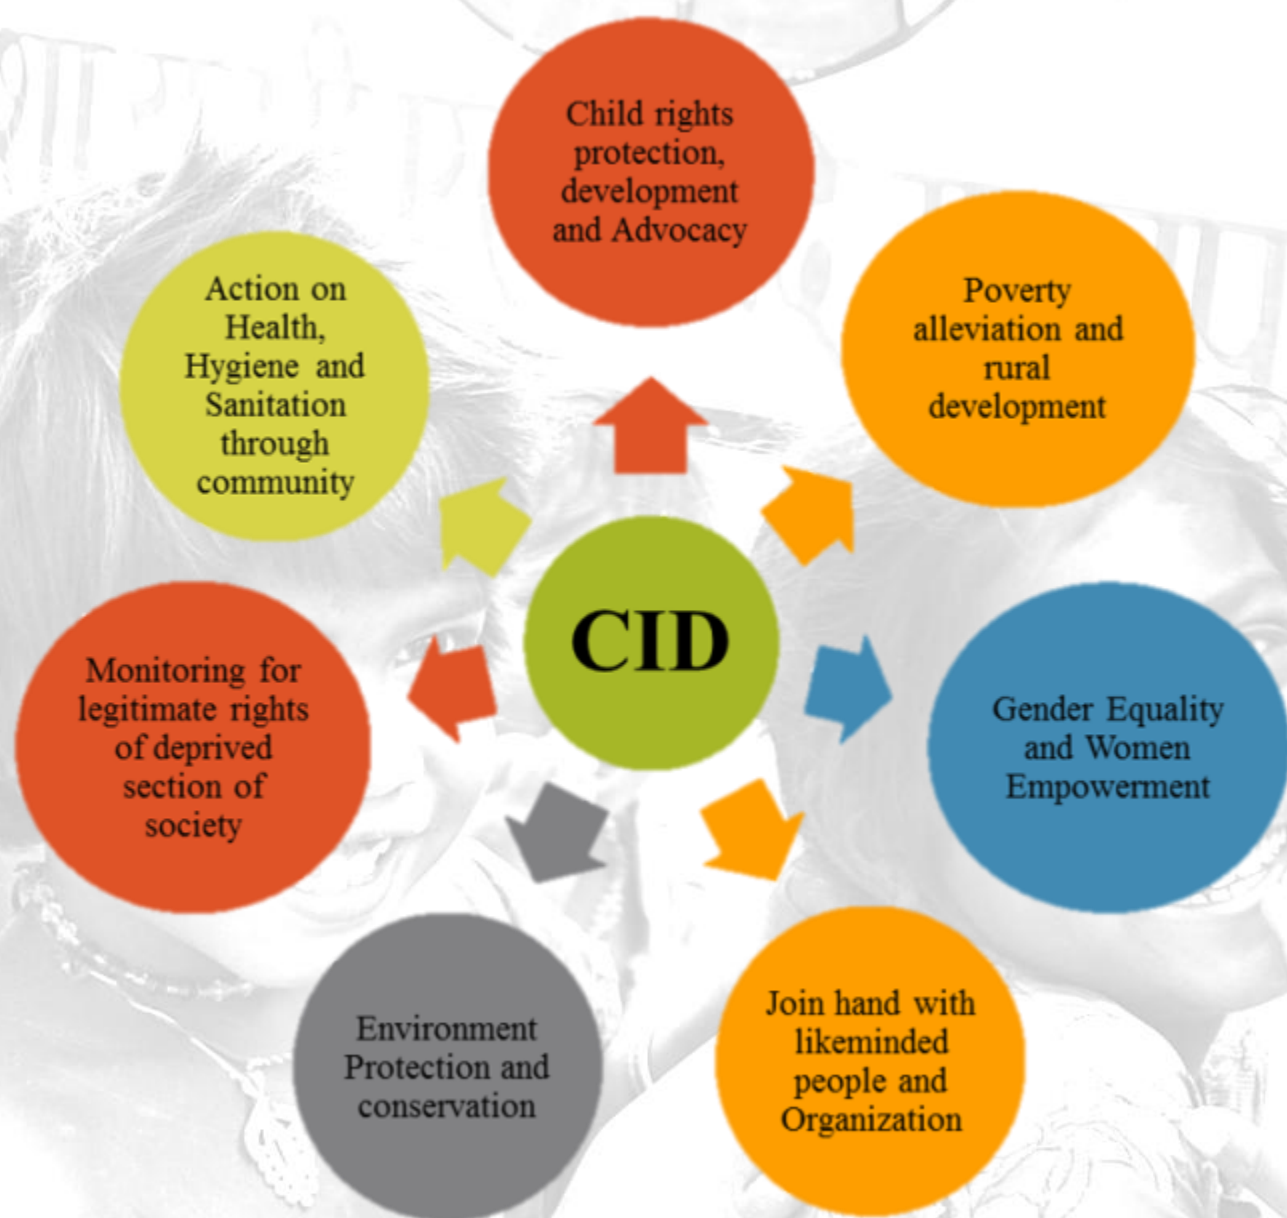 Child rights
protection,
development
and Advocacy
Poverty
alleviation and
rural
development
Gender Equality
and Women
Empowerment
Join hand with
likeminded
people and
Organization
Environment
Protection and
conservation
Monitoring for
legitimate rights
of deprived
section of
society
Action on
Health,
Hygiene and
Sanitation
through
community
CID